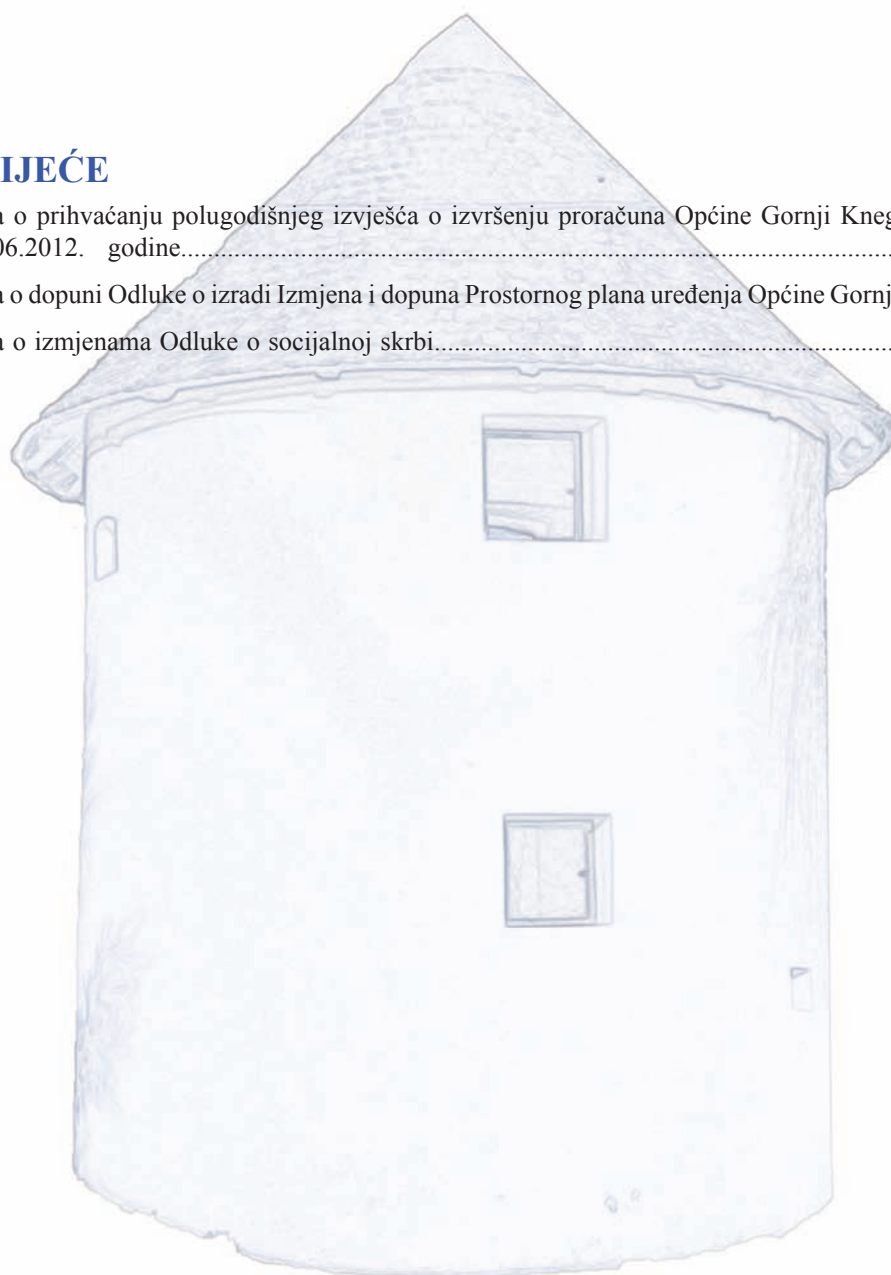 IJEĆE
a o prihvaćanju polugodišnjeg izvješća o izvršenju proračuna Općine Gornji Kneg
06.2012. godine..........................................................................................................
a o dopuni Odluke o izradi Izmjena i dopuna Prostornog plana uređenja Općine Gornj
a o izmjenama Odluke o socijalnoj skrbi....................................................................